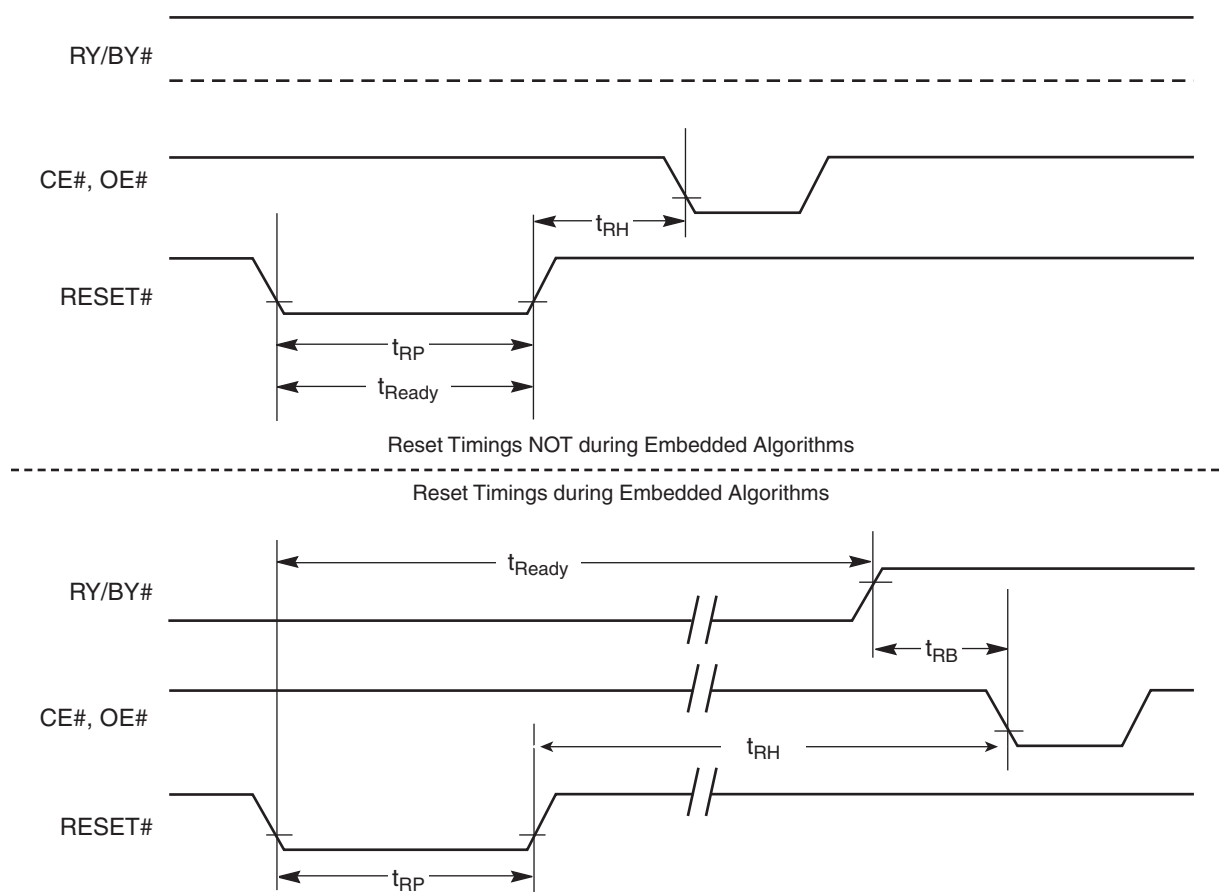 RY/BY#
CE#, OE#
tRH
RESET#
tRP
tReady
Reset Timings NOT during Embedded Algorithms
Reset Timings during Embedded Algorithms
tReady
RY/BY#
tRB
CE#, OE#
tRH
RESET#
tRP